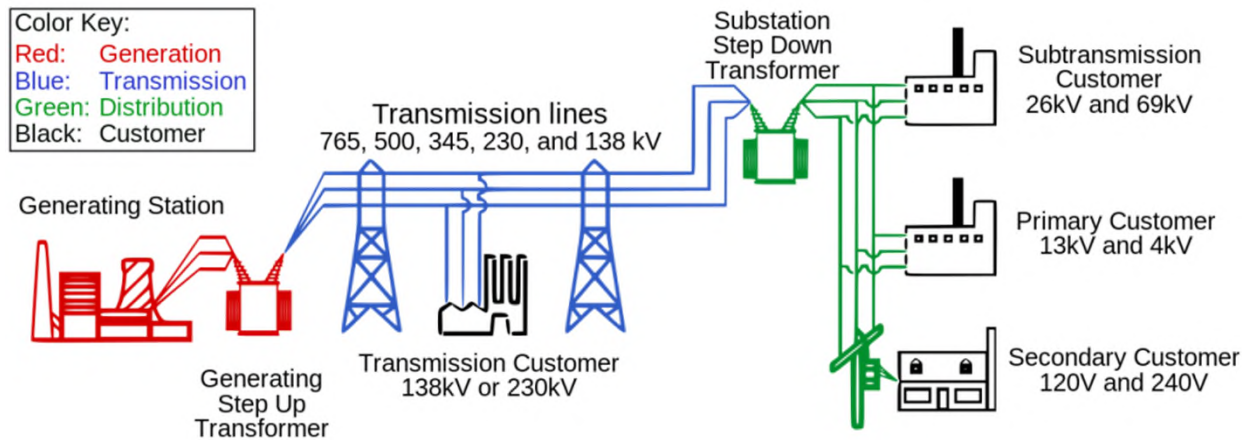 Color Key:
Red: Generation
Blue: Transmission
Green: Distribution
Black: Customer
Generating Station
Generating
Step Up
Transformer
Transmission lines
765, 500, 345, 230, and 138 kV
Transmission Customer
138kV or 230kV
Substation
Step Down
Transformer
Subtransmission
Customer
26kV and 69kV
Primary Customer
13kV and 4kV
Secondary Customer
120V and 240V